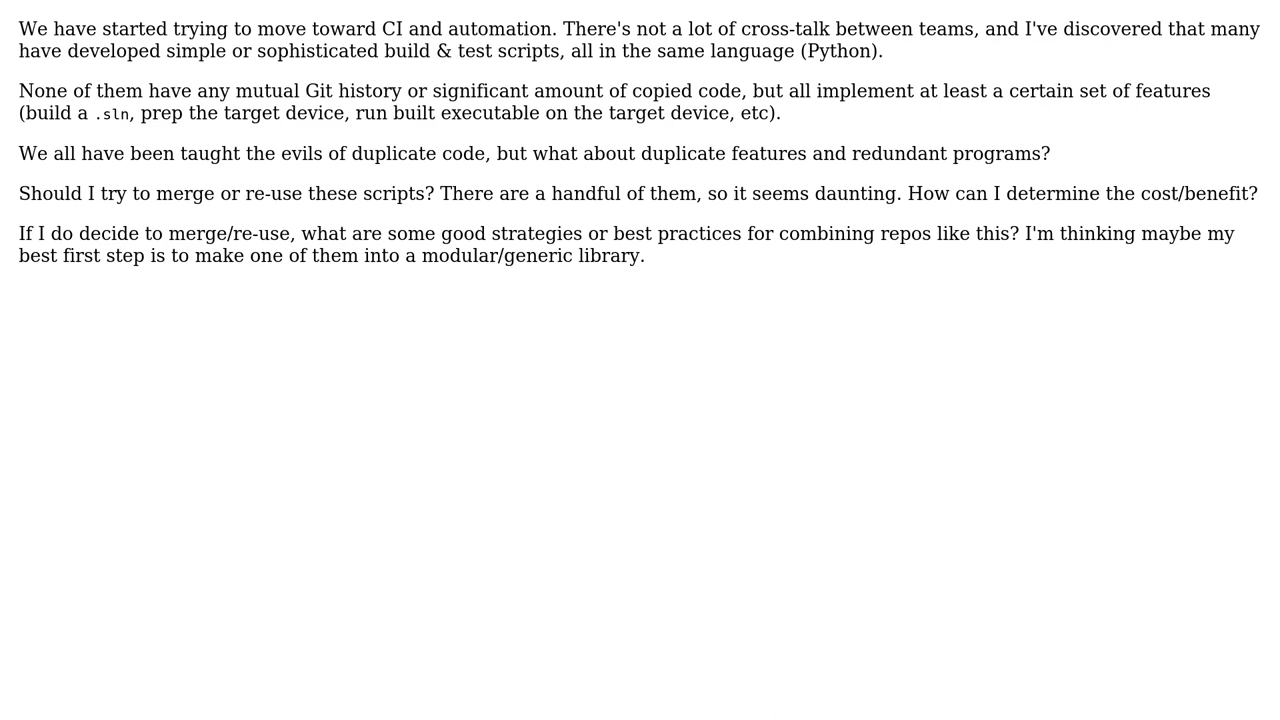 We have started trying to move toward CI and automation. There's not a lot of cross-talk between teams, and I've discovered that many
have developed simple or sophisticated build & test scripts, all in the same language (Python).
None of them have any mutual Git history or significant amount of copied code, but all implement at least a certain set of features
(build a .sln, prep the target device, run built executable on the target device, etc).
We all have been taught the evils of duplicate code, but what about duplicate features and redundant programs?
Should I try to merge or re-use these scripts? There are a handful of them, so it seems daunting. How can I determine the cost/benefit?
If I do decide to merge/re-use, what are some good strategies or best practices for combining repos like this? I'm thinking maybe my
best first step is to make one of them into a modular/generic library.